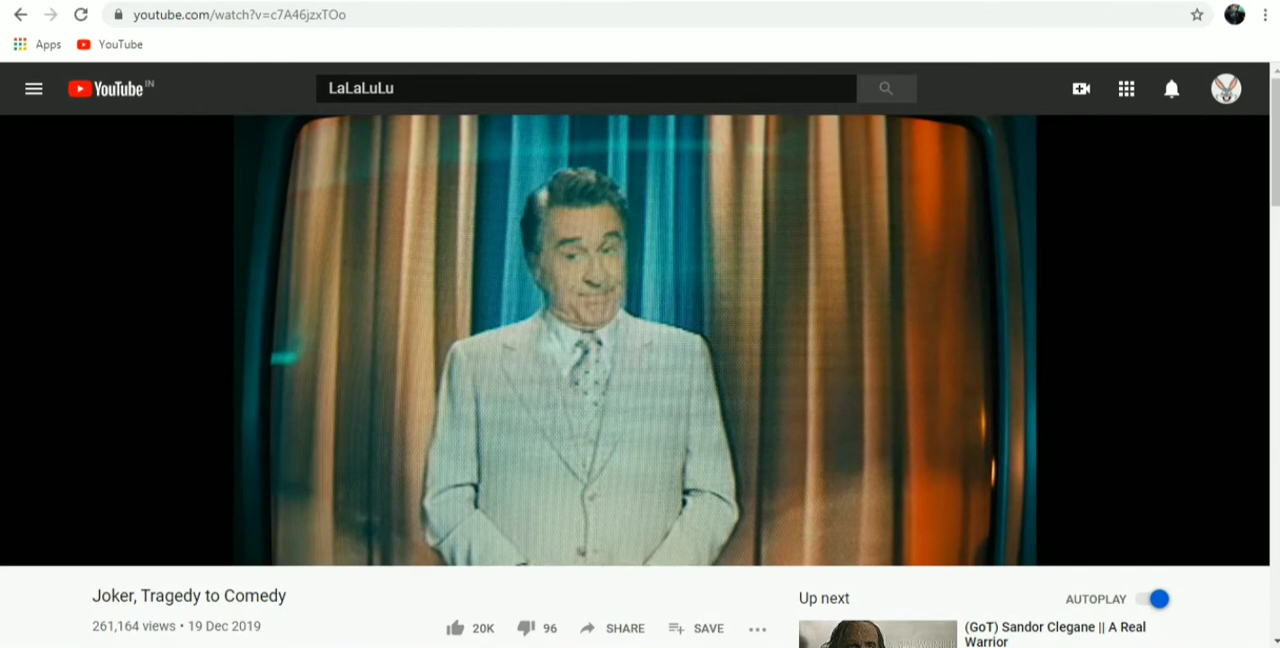 youtube.com/watch?v=c7A46jzxTOo
Apps YouTube
YouTube IN LaLaLuLu
Joker, Tragedy to Comedy
261,164 views • 19 Dec 2019
20K 96 SHARE SAVE
Up next AUTOPLAY
(GoT) Sandor Clegane || A Real
Warrior